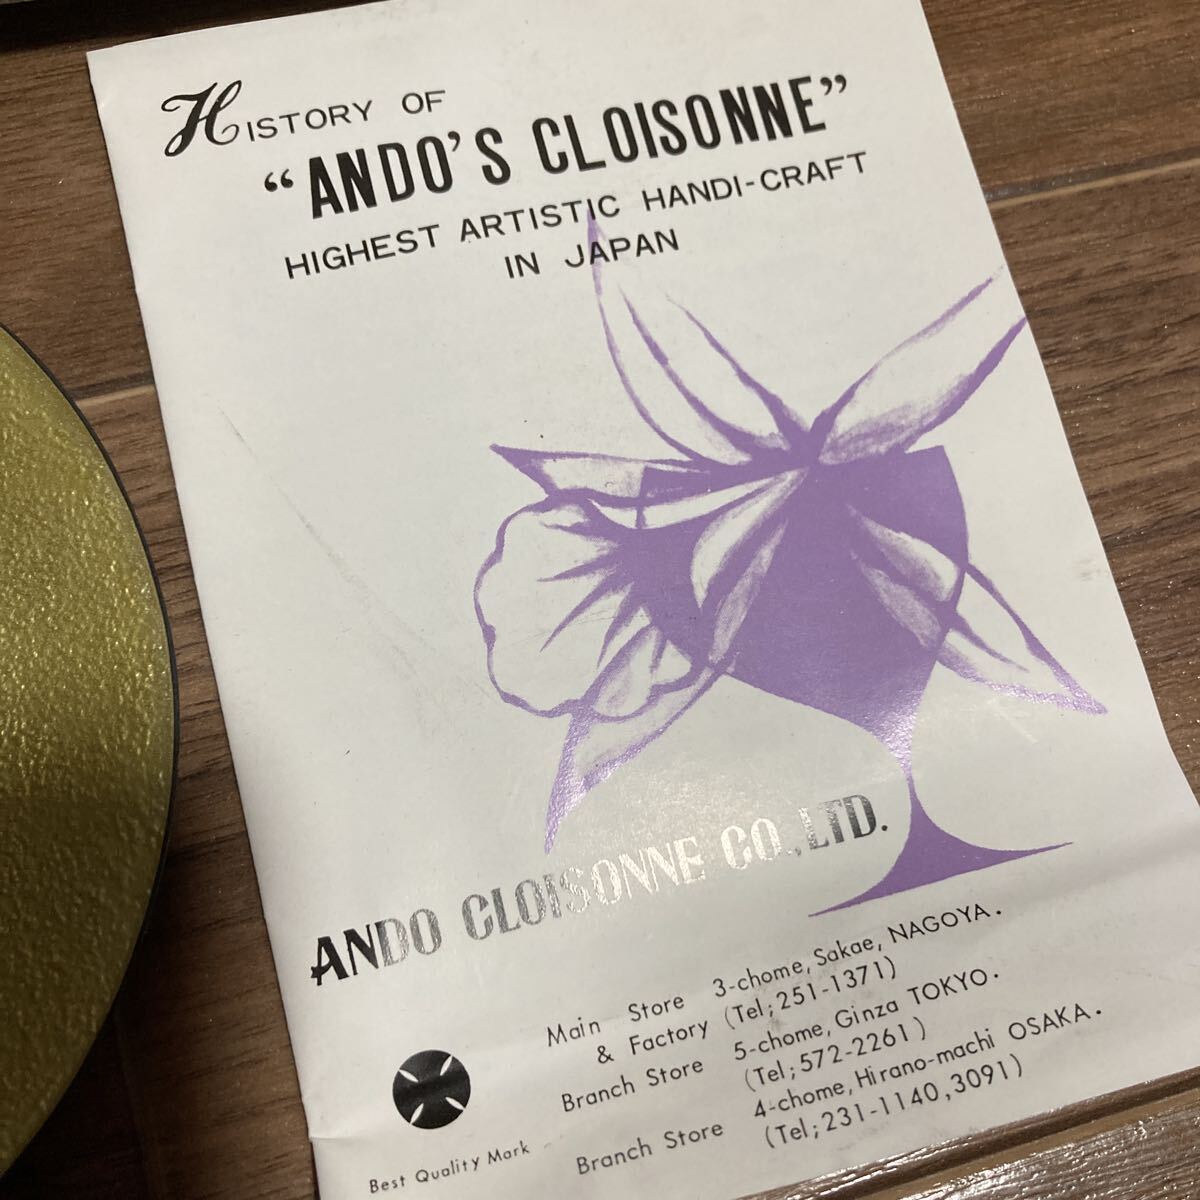 HISTORY OF
“ANDO’S CLOISONNE”
HIGHEST ARTISTIC HANDI-CRAFT
IN JAPAN
ANDO CLOISONNE CO.,LTD.
Main Store 3-chome, Sakae, NAGOYA.
& Factory (Tel; 251-1371)
Branch Store 5-chome, Ginza TOKYO.
(Tel; 572-2261)
Branch Store 4-chome, Hirano-machi OSAKA.
(Tel; 231-1140, 3091)
Best Quality Mark